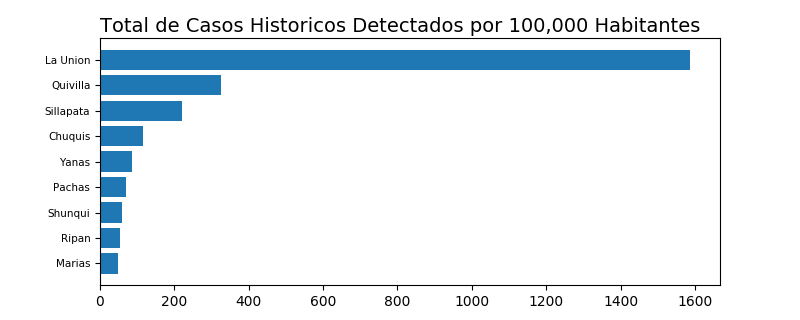 Total de Casos Historicos Detectados por 100,000 Habitantes
La Union
Quivilla
Sillapata
Chuquis
Yanas
Pachas
Shunqui
Ripan
Marias
0 200 400 600 800 1000 1200 1400 1600